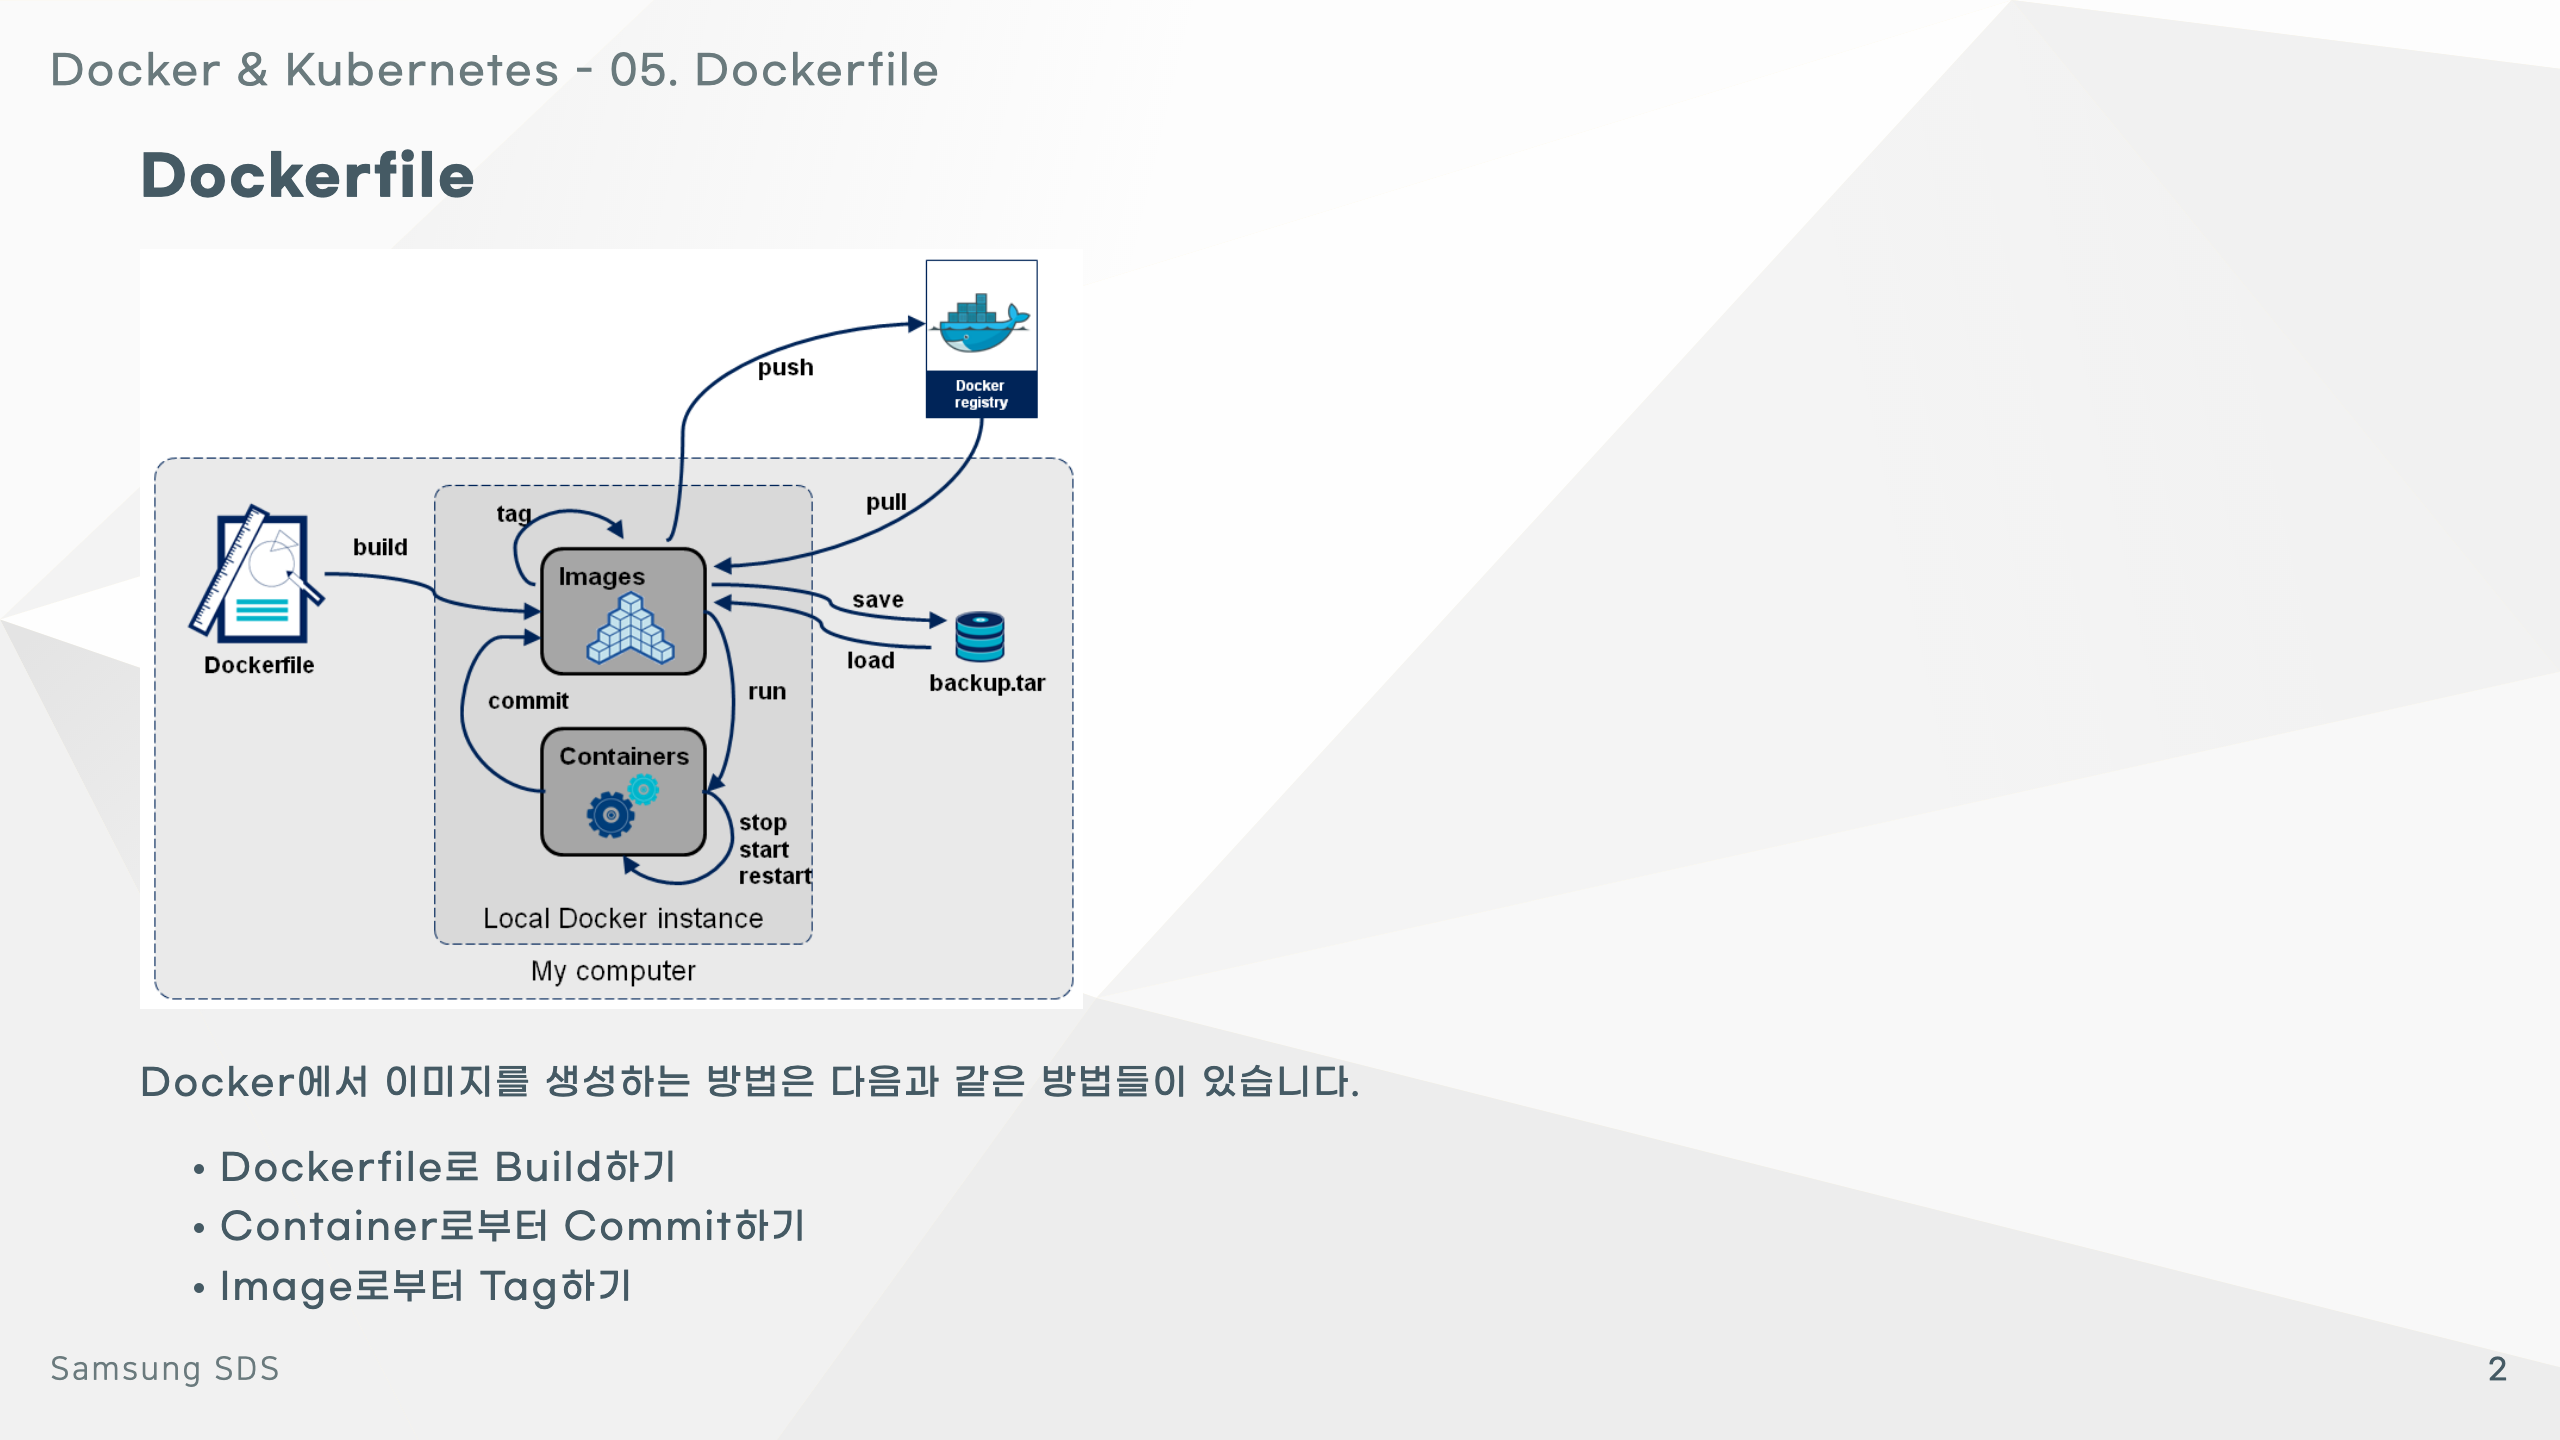 Docker & Kubernetes - 05. Dockerfile
Dockerfile
Docker
registry
push
pull
tag
build
Images
save
load
backup.tar
Dockerfile
commit
run
Containers
stop
start
restart
Local Docker instance
My computer
Docker에서 이미지를 생성하는 방법은 다음과 같은 방법들이 있습니다.
• Dockerfile로 Build하기
• Container로부터 Commit하기
• Image로부터 Tag하기
Samsung SDS
2